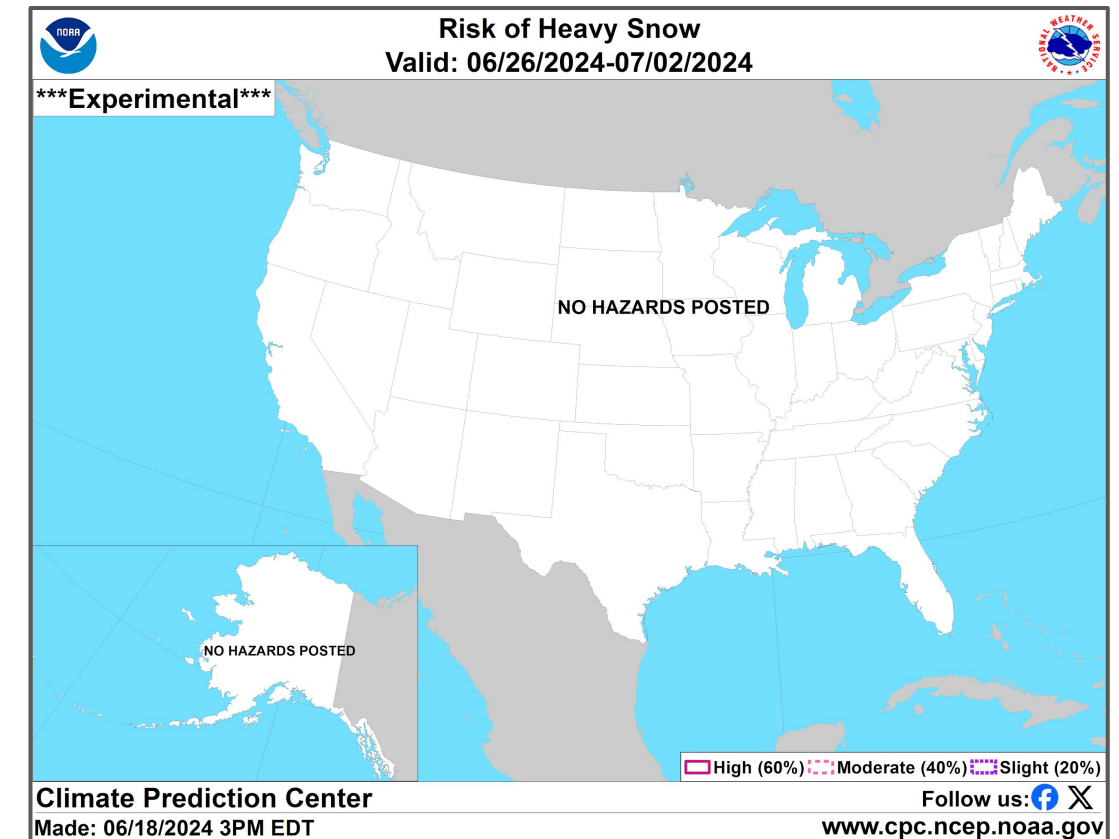 NOAA
Risk of Heavy Snow
Valid: 06/26/2024-07/02/2024
NATIONAL WEATHER SERVICE
***Experimental***
NO HAZARDS POSTED
NO HAZARDS POSTED
High (60%) Moderate (40%) Slight (20%)
Climate Prediction Center
Follow us:
Made: 06/18/2024 3PM EDT
www.cpc.ncep.noaa.gov